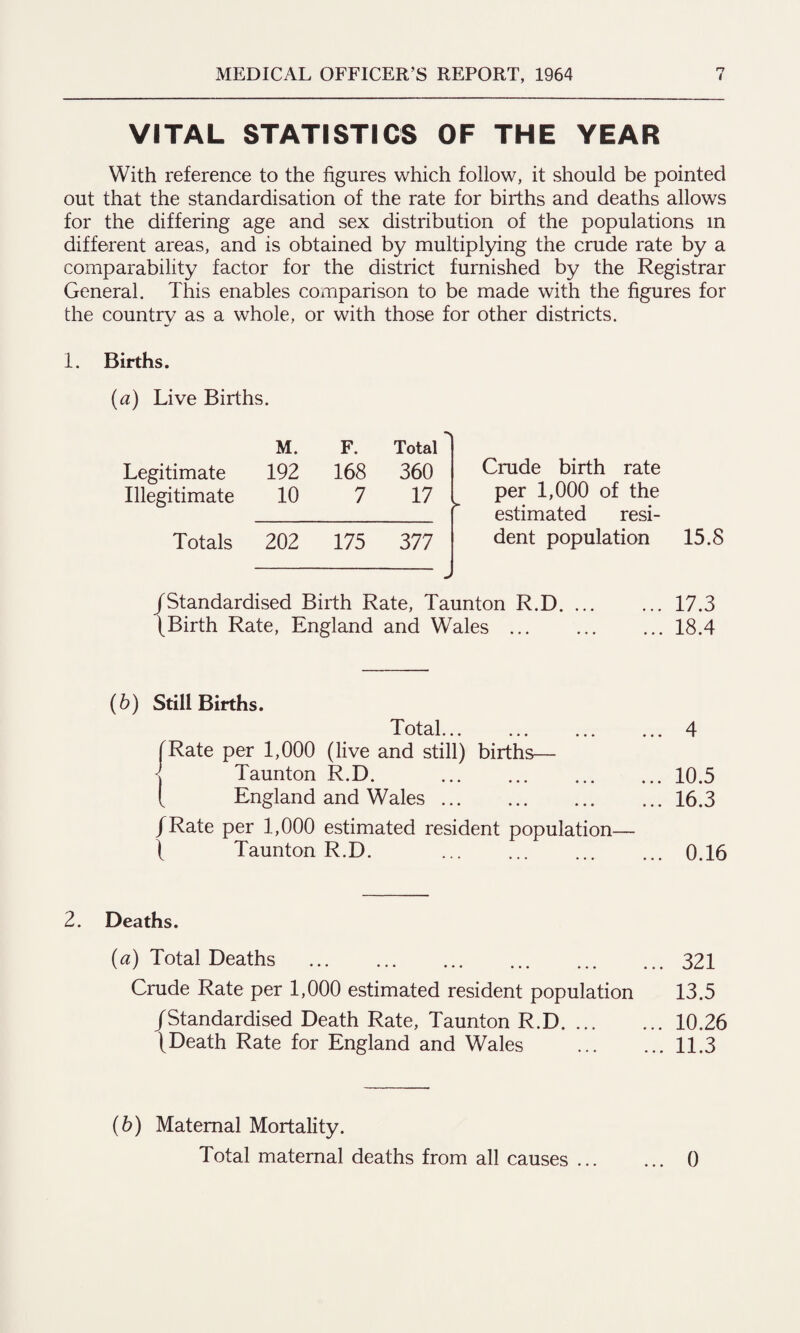 MEDICAL OFFICER'S REPORT, 1964 7
VITAL STATISTICS OF THE YEAR
With reference to the figures which follow, it should be pointed
out that the standardisation of the rate for births and deaths allows
for the differing age and sex distribution of the populations in
different areas, and is obtained by multiplying the crude rate by a
comparability factor for the district furnished by the Registrar
General. This enables comparison to be made with the figures for
the country as a whole, or with those for other districts.
1. Births.
(a) Live Births.
M. F. Total
Legitimate 192 168 360 Crude birth rate
Illegitimate 10 7 17 per 1,000 of the
estimated resi-
Totals 202 175 377 dent population 15.8
Standardised Birth Rate, Taunton R.D. ... ... 17.3
Birth Rate, England and Wales ... ... ... 18.4
(b) Still Births.
Total... ... ... ... 4
Rate per 1,000 (live and still) births—
Taunton R.D. ... ... ... ... 10.5
England and Wales ... ... ... ... 16.3
Rate per 1,000 estimated resident population—
Taunton R.D. ... ... ... ... 0.16
2. Deaths.
(a) Total Deaths ... ... ... ... ... ... 321
Crude Rate per 1,000 estimated resident population 13.5
Standardised Death Rate, Taunton R.D. ... ... 10.26
Death Rate for England and Wales ... ... 11.3
(b) Maternal Mortality.
Total maternal deaths from all causes ... ... 0